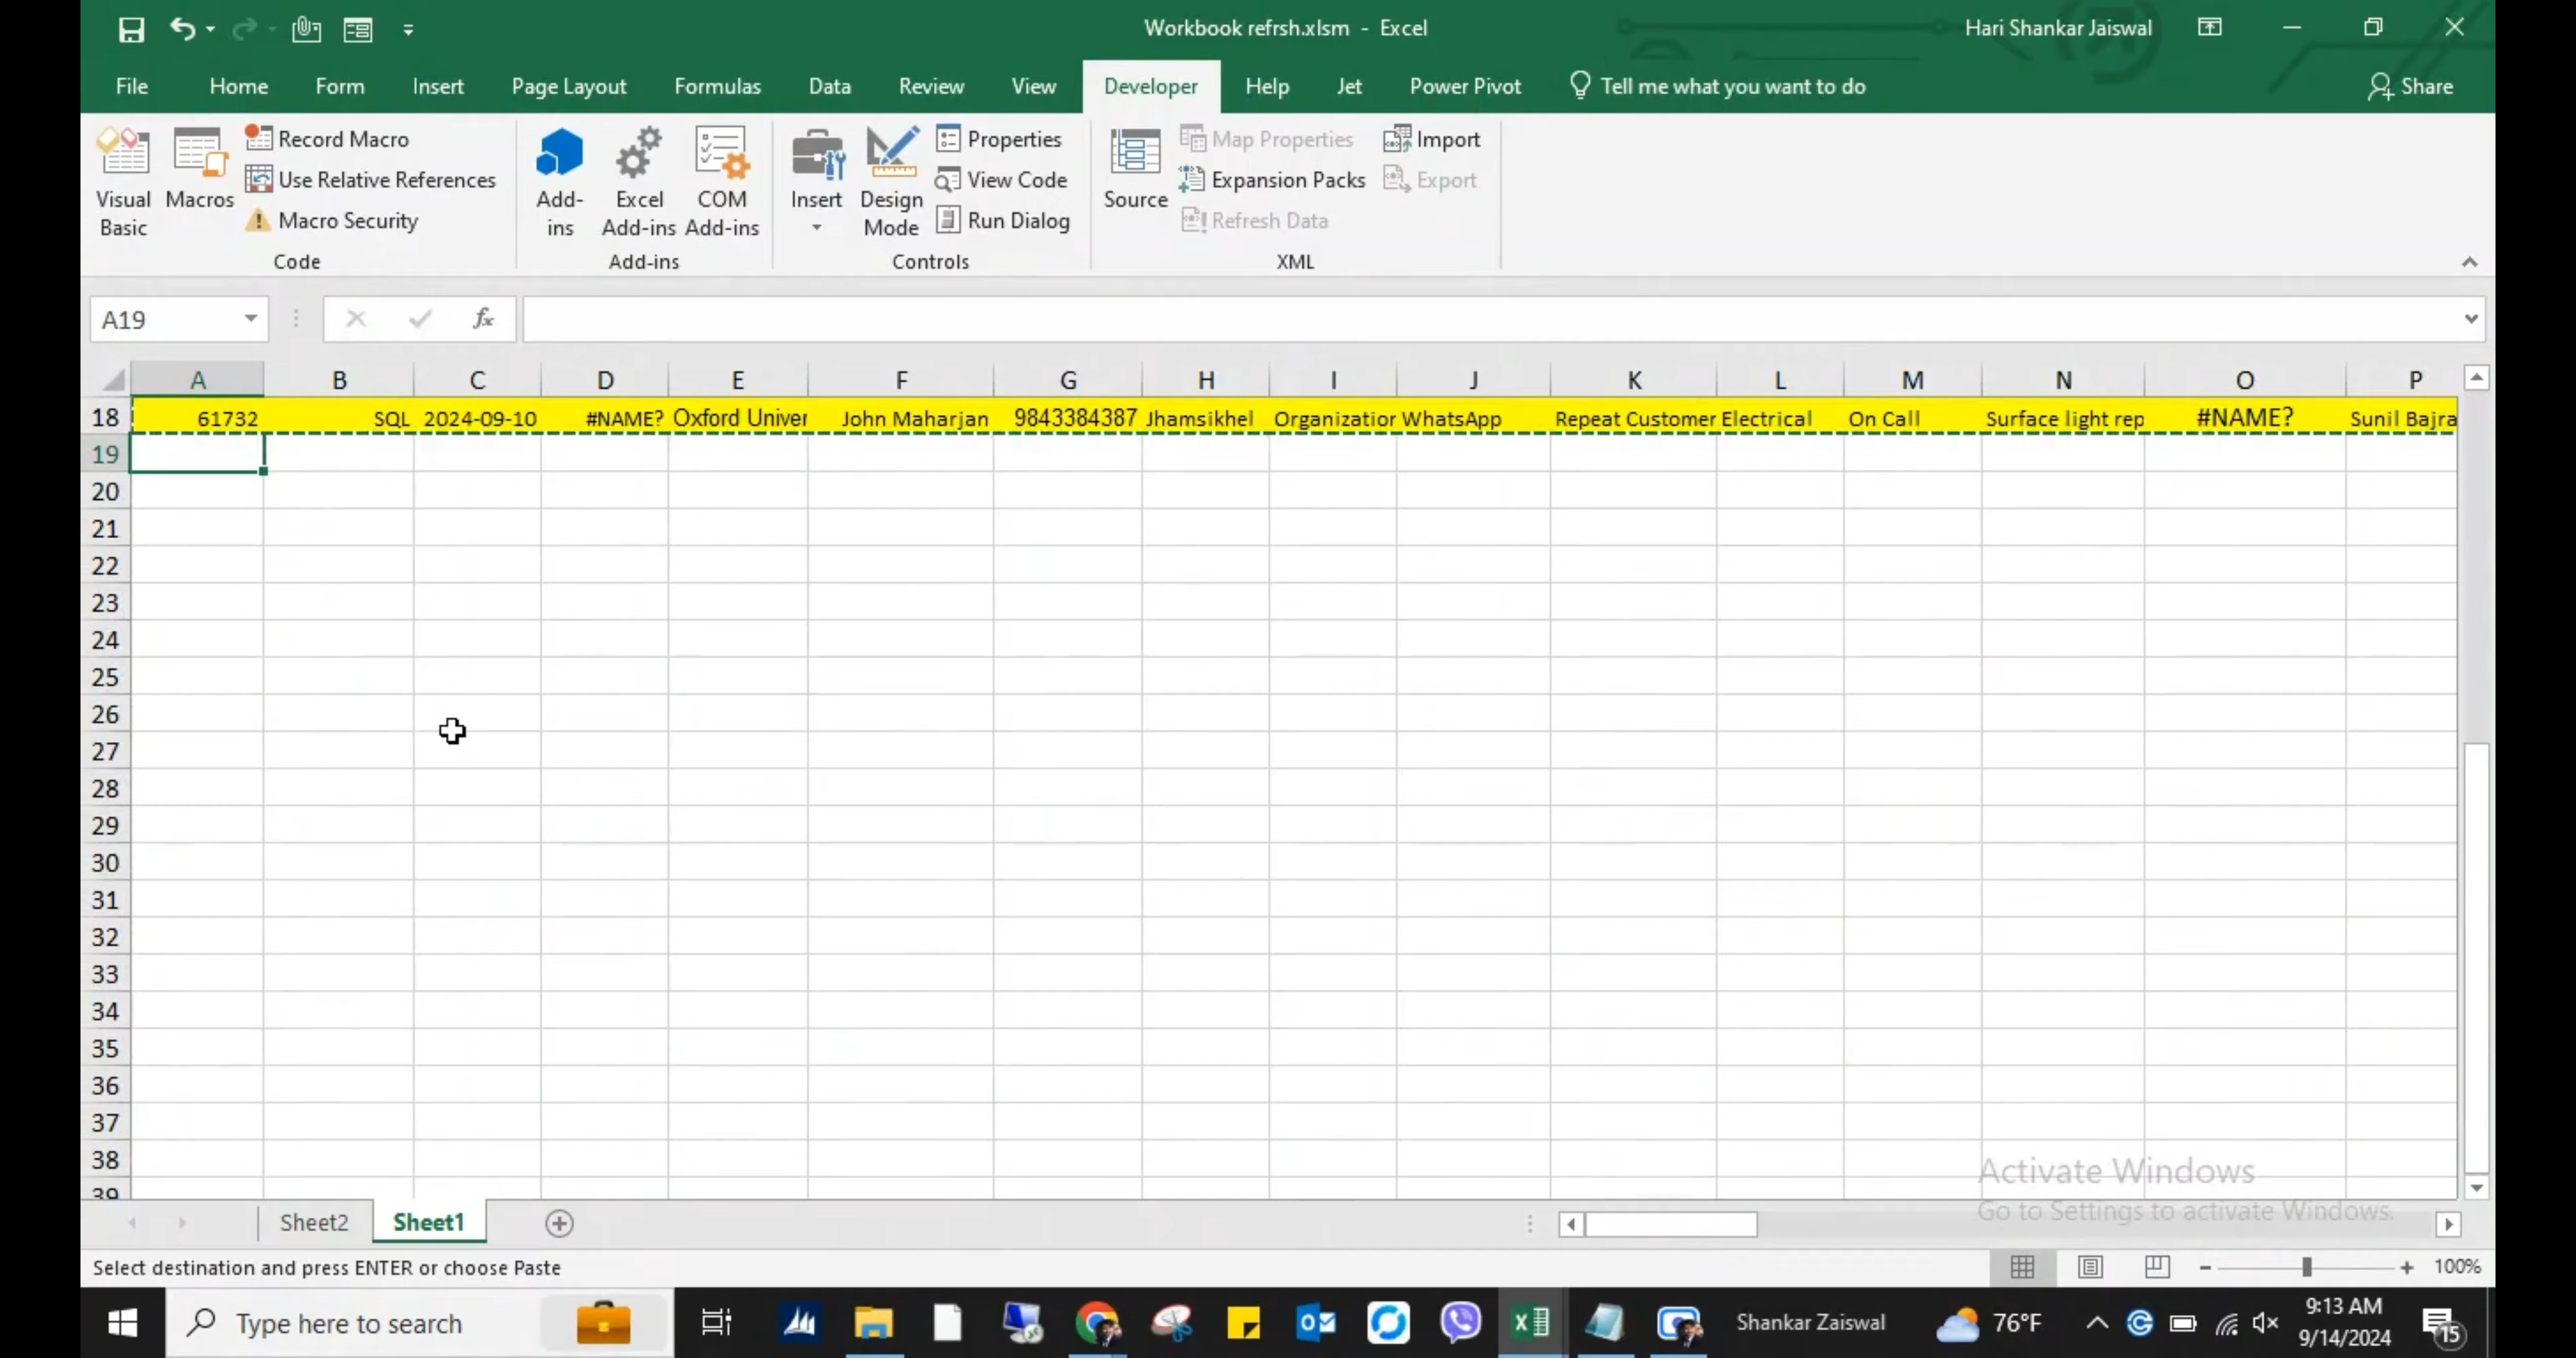 Workbook refrsh.xlsm - Excel
Hari Shankar Jaiswal
File Home Form Insert Page Layout Formulas Data Review View Developer Help Jet Power Pivot Tell me what you want to do Share
Visual Basic
Macros
Record Macro
Use Relative References
Macro Security
Code
Add-ins
Excel Add-ins
COM Add-ins
Add-ins
Insert
Design Mode
Properties
View Code
Run Dialog
Controls
Source
Map Properties
Expansion Packs
Refresh Data
Import
Export
XML
A19
fx
A B C D E F G H I J K L M N O P
18 61732 SQL 2024-09-10 #NAME? Oxford Univer John Maharjan 9843384387 Jhamsikhel Organization WhatsApp Repeat Customer Electrical On Call Surface light rep #NAME? Sunil Bajra
19
20
21
22
23
24
25
26
27
28
29
30
31
32
33
34
35
36
37
38
39
Activate Windows
Go to Settings to activate Windows.
Sheet2 Sheet1
Select destination and press ENTER or choose Paste
100%
Type here to search
Shankar Zaiswal
76°F
9:13 AM
9/14/2024
15